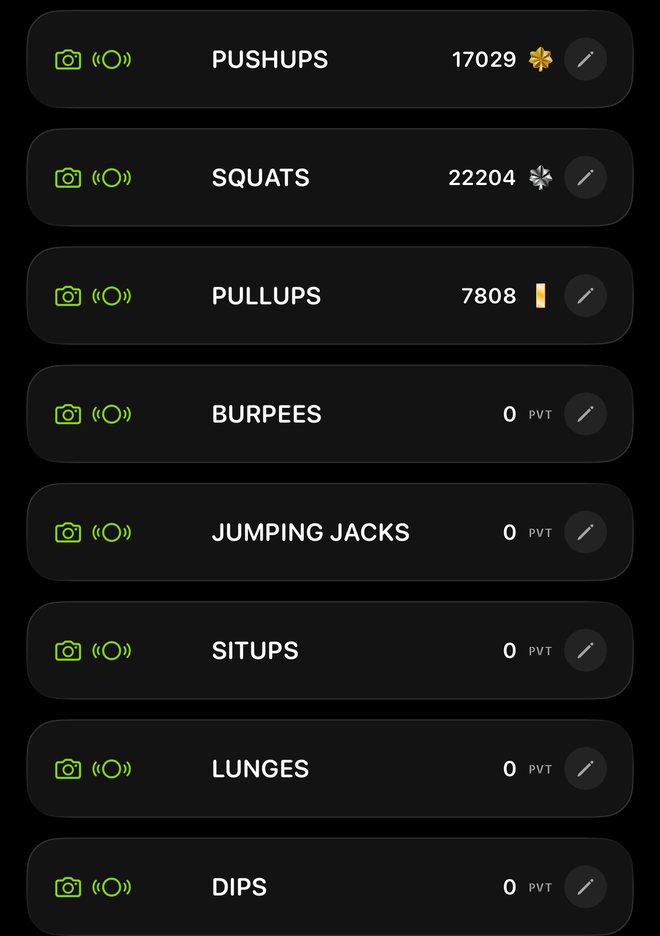 PUSHUPS 17029
SQUATS 22204
PULLUPS 7808
BURPEES 0 PVT
JUMPING JACKS 0 PVT
SITUPS 0 PVT
LUNGES 0 PVT
DIPS 0 PVT